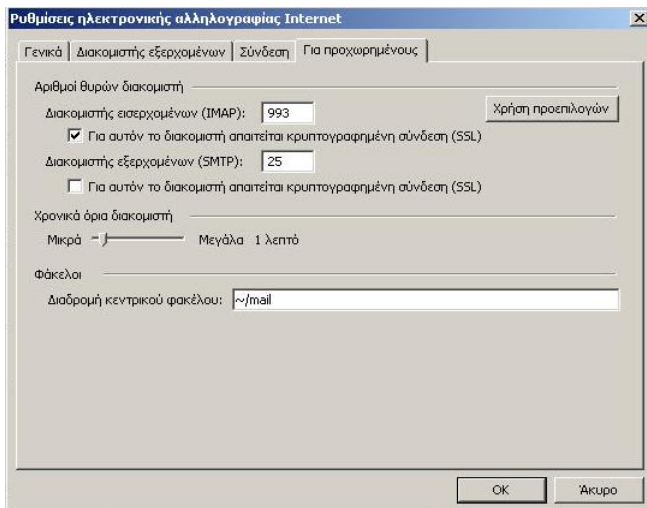 Ρυθμίσεις ηλεκτρονικής αλληλογραφίας Internet
Γενικά Διακομιστής εξερχομένων Σύνδεση Για προχωρημένους
Αριθμοί θυρών διακομιστή
Διακομιστής εισερχομένων (IMAP): 993 Χρήση προεπιλογών
Για αυτόν το διακομιστή απαιτείται κρυπτογραφημένη σύνδεση (SSL)
Διακομιστής εξερχομένων (SMTP): 25
Για αυτόν το διακομιστή απαιτείται κρυπτογραφημένη σύνδεση (SSL)
Χρονικά όρια διακομιστή
Μικρά Μεγάλα 1 λεπτό
Φάκελοι
Διαδρομή κεντρικού φακέλου: ~/mail
OK Άκυρο